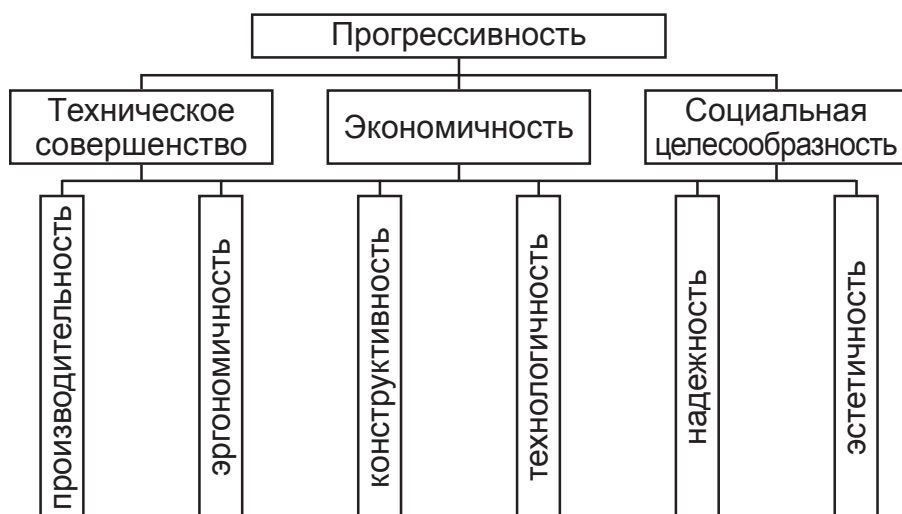 Прогрессивность
Техническое
совершенство
Экономичность
Социальная
целесообразность
производительность
эргономичность
конструктивность
технологичность
надежность
эстетичность